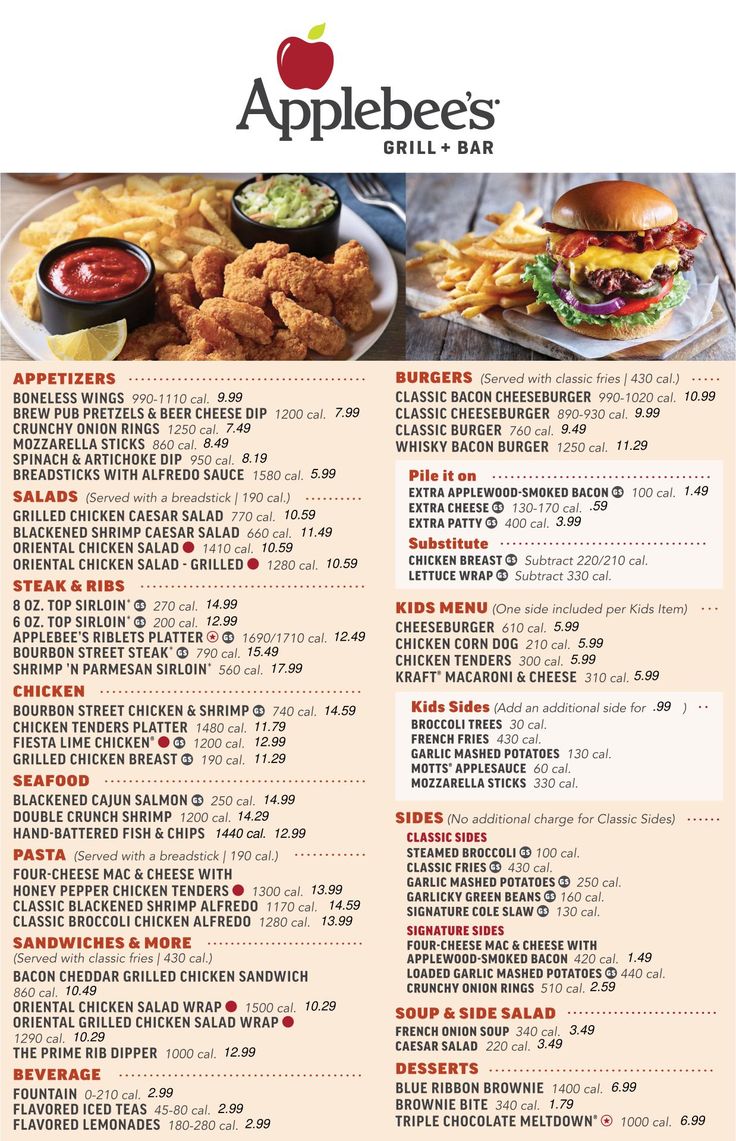 Applebee's
GRILL + BAR
APPETIZERS
BONELESS WINGS 990-1110 cal. 9.99
BREW PUB PRETZELS & BEER CHEESE DIP 1200 cal. 7.99
CRUNCHY ONION RINGS 1250 cal. 7.49
MOZZARELLA STICKS 860 cal. 8.49
SPINACH & ARTICHOKE DIP 950 cal. 8.19
BREADSTICKS WITH ALFREDO SAUCE 1580 cal. 5.99
SALADS (Served with a breadstick | 190 cal.)
GRILLED CHICKEN CAESAR SALAD 770 cal. 10.59
BLACKENED SHRIMP CAESAR SALAD 660 cal. 11.49
ORIENTAL CHICKEN SALAD 1410 cal. 10.59
ORIENTAL CHICKEN SALAD - GRILLED 1280 cal. 10.59
STEAK & RIBS
8 OZ. TOP SIRLOIN* GS 270 cal. 14.99
6 OZ. TOP SIRLOIN* GS 200 cal. 12.99
APPLEBEE'S RIBLETS PLATTER GS 1690/1710 cal. 12.49
BOURBON STREET STEAK* GS 790 cal. 15.49
SHRIMP 'N PARMESAN SIRLOIN* 560 cal. 17.99
CHICKEN
BOURBON STREET CHICKEN & SHRIMP GS 740 cal. 14.59
CHICKEN TENDERS PLATTER 1480 cal. 11.79
FIESTA LIME CHICKEN® GS 1200 cal. 12.99
GRILLED CHICKEN BREAST GS 190 cal. 11.29
SEAFOOD
BLACKENED CAJUN SALMON GS 250 cal. 14.99
DOUBLE CRUNCH SHRIMP 1200 cal. 14.29
HAND-BATTERED FISH & CHIPS 1440 cal. 12.99
PASTA (Served with a breadstick | 190 cal.)
FOUR-CHEESE MAC & CHEESE WITH
HONEY PEPPER CHICKEN TENDERS 1300 cal. 13.99
CLASSIC BLACKENED SHRIMP ALFREDO 1170 cal. 14.59
CLASSIC BROCCOLI CHICKEN ALFREDO 1280 cal. 13.99
SANDWICHES & MORE
(Served with classic fries | 430 cal.)
BACON CHEDDAR GRILLED CHICKEN SANDWICH
860 cal. 10.49
ORIENTAL CHICKEN SALAD WRAP 1500 cal. 10.29
ORIENTAL GRILLED CHICKEN SALAD WRAP
1290 cal. 10.29
THE PRIME RIB DIPPER 1000 cal. 12.99
BEVERAGE
FOUNTAIN 0-210 cal. 2.99
FLAVORED ICED TEAS 45-80 cal. 2.99
FLAVORED LEMONADES 180-280 cal. 2.99
BURGERS (Served with classic fries | 430 cal.)
CLASSIC BACON CHEESEBURGER 990-1020 cal. 10.99
CLASSIC CHEESEBURGER 890-930 cal. 9.99
CLASSIC BURGER 760 cal. 9.49
WHISKY BACON BURGER 1250 cal. 11.29
Pile it on
EXTRA APPLEWOOD-SMOKED BACON GS 100 cal. 1.49
EXTRA CHEESE GS 130-170 cal. .59
EXTRA PATTY GS 400 cal. 3.99
Substitute
CHICKEN BREAST GS Subtract 220/210 cal.
LETTUCE WRAP GS Subtract 330 cal.
KIDS MENU (One side included per Kids Item)
CHEESEBURGER 610 cal. 5.99
CHICKEN CORN DOG 210 cal. 5.99
CHICKEN TENDERS 300 cal. 5.99
KRAFT® MACARONI & CHEESE 310 cal. 5.99
Kids Sides (Add an additional side for .99 )
BROCCOLI TREES 30 cal.
FRENCH FRIES 430 cal.
GARLIC MASHED POTATOES 130 cal.
MOTTS® APPLESAUCE 60 cal.
MOZZARELLA STICKS 330 cal.
SIDES (No additional charge for Classic Sides)
CLASSIC SIDES
STEAMED BROCCOLI GS 100 cal.
CLASSIC FRIES GS 430 cal.
GARLIC MASHED POTATOES GS 250 cal.
GARLICKY GREEN BEANS GS 160 cal.
SIGNATURE COLE SLAW GS 130 cal.
SIGNATURE SIDES
FOUR-CHEESE MAC & CHEESE WITH
APPLEWOOD-SMOKED BACON 420 cal. 1.49
LOADED GARLIC MASHED POTATOES GS 440 cal.
CRUNCHY ONION RINGS 510 cal. 2.59
SOUP & SIDE SALAD
FRENCH ONION SOUP 340 cal. 3.49
CAESAR SALAD 220 cal. 3.49
DESSERTS
BLUE RIBBON BROWNIE 1400 cal. 6.99
BROWNIE BITE 340 cal. 1.79
TRIPLE CHOCOLATE MELTDOWN® 1000 cal. 6.99